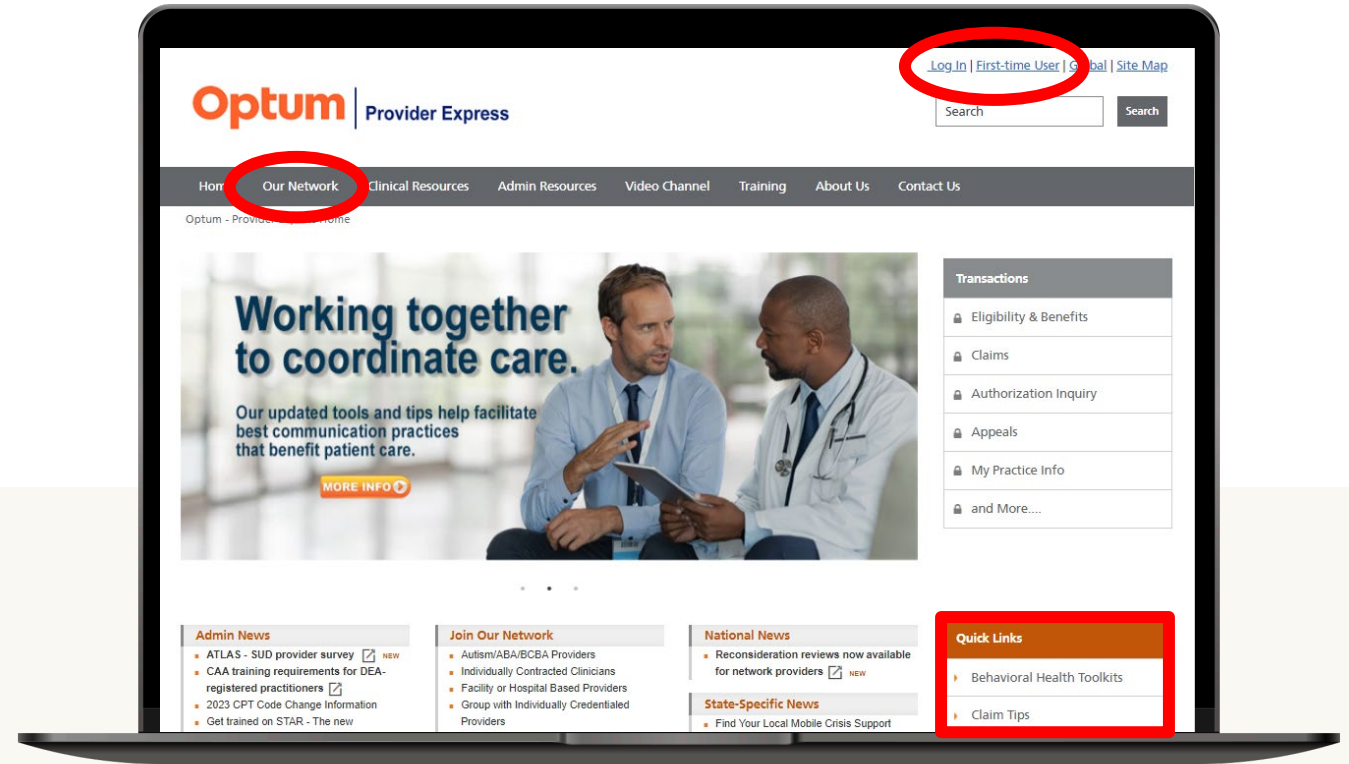 Log In | First-time User | Global | Site Map
Optum | Provider Express
Search
Search
Home Our Network Clinical Resources Admin Resources Video Channel Training About Us Contact Us
Optum - Provider Express Home
Working together
to coordinate care.
Our updated tools and tips help facilitate
best communication practices
that benefit patient care.
MORE INFO
Transactions
Eligibility & Benefits
Claims
Authorization Inquiry
Appeals
My Practice Info
and More....
Admin News
ATLAS - SUD provider survey NEW
CAA training requirements for DEA-
registered practitioners
2023 CPT Code Change Information
Get trained on STAR - The new
Join Our Network
Autism/ABA/BCBA Providers
Individually Contracted Clinicians
Facility or Hospital Based Providers
Group with Individually Credentialed
Providers
National News
Reconsideration reviews now available
for network providers NEW
State-Specific News
Find Your Local Mobile Crisis Support
Quick Links
Behavioral Health Toolkits
Claim Tips